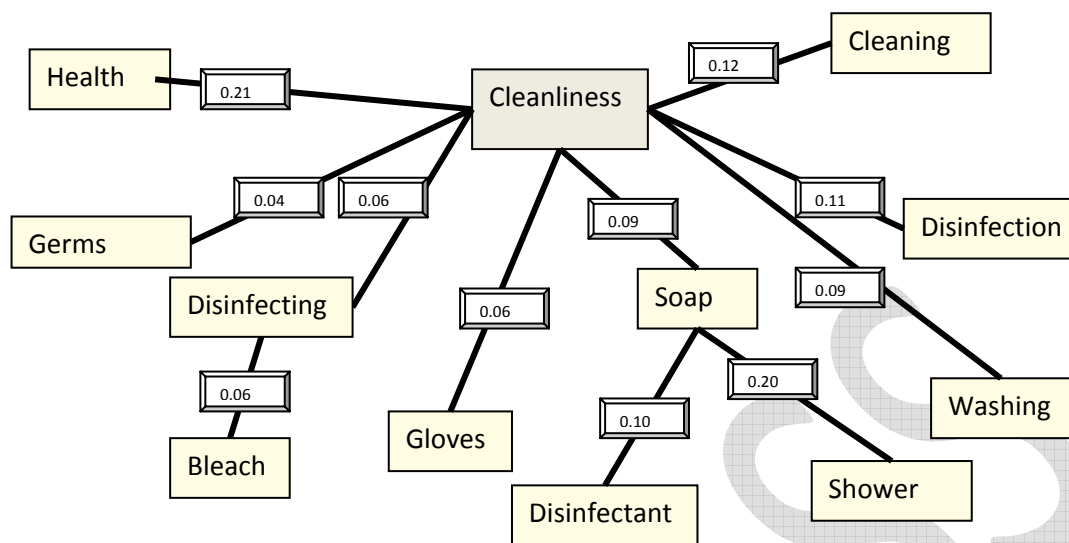 Cleaning
0.12
Health
Cleanliness
0.21
0.04
0.06
0.11
0.09
Germs
Disinfection
Disinfecting
Soap
0.09
0.06
0.06
0.20
0.10
Washing
Gloves
Bleach
Shower
Disinfectant